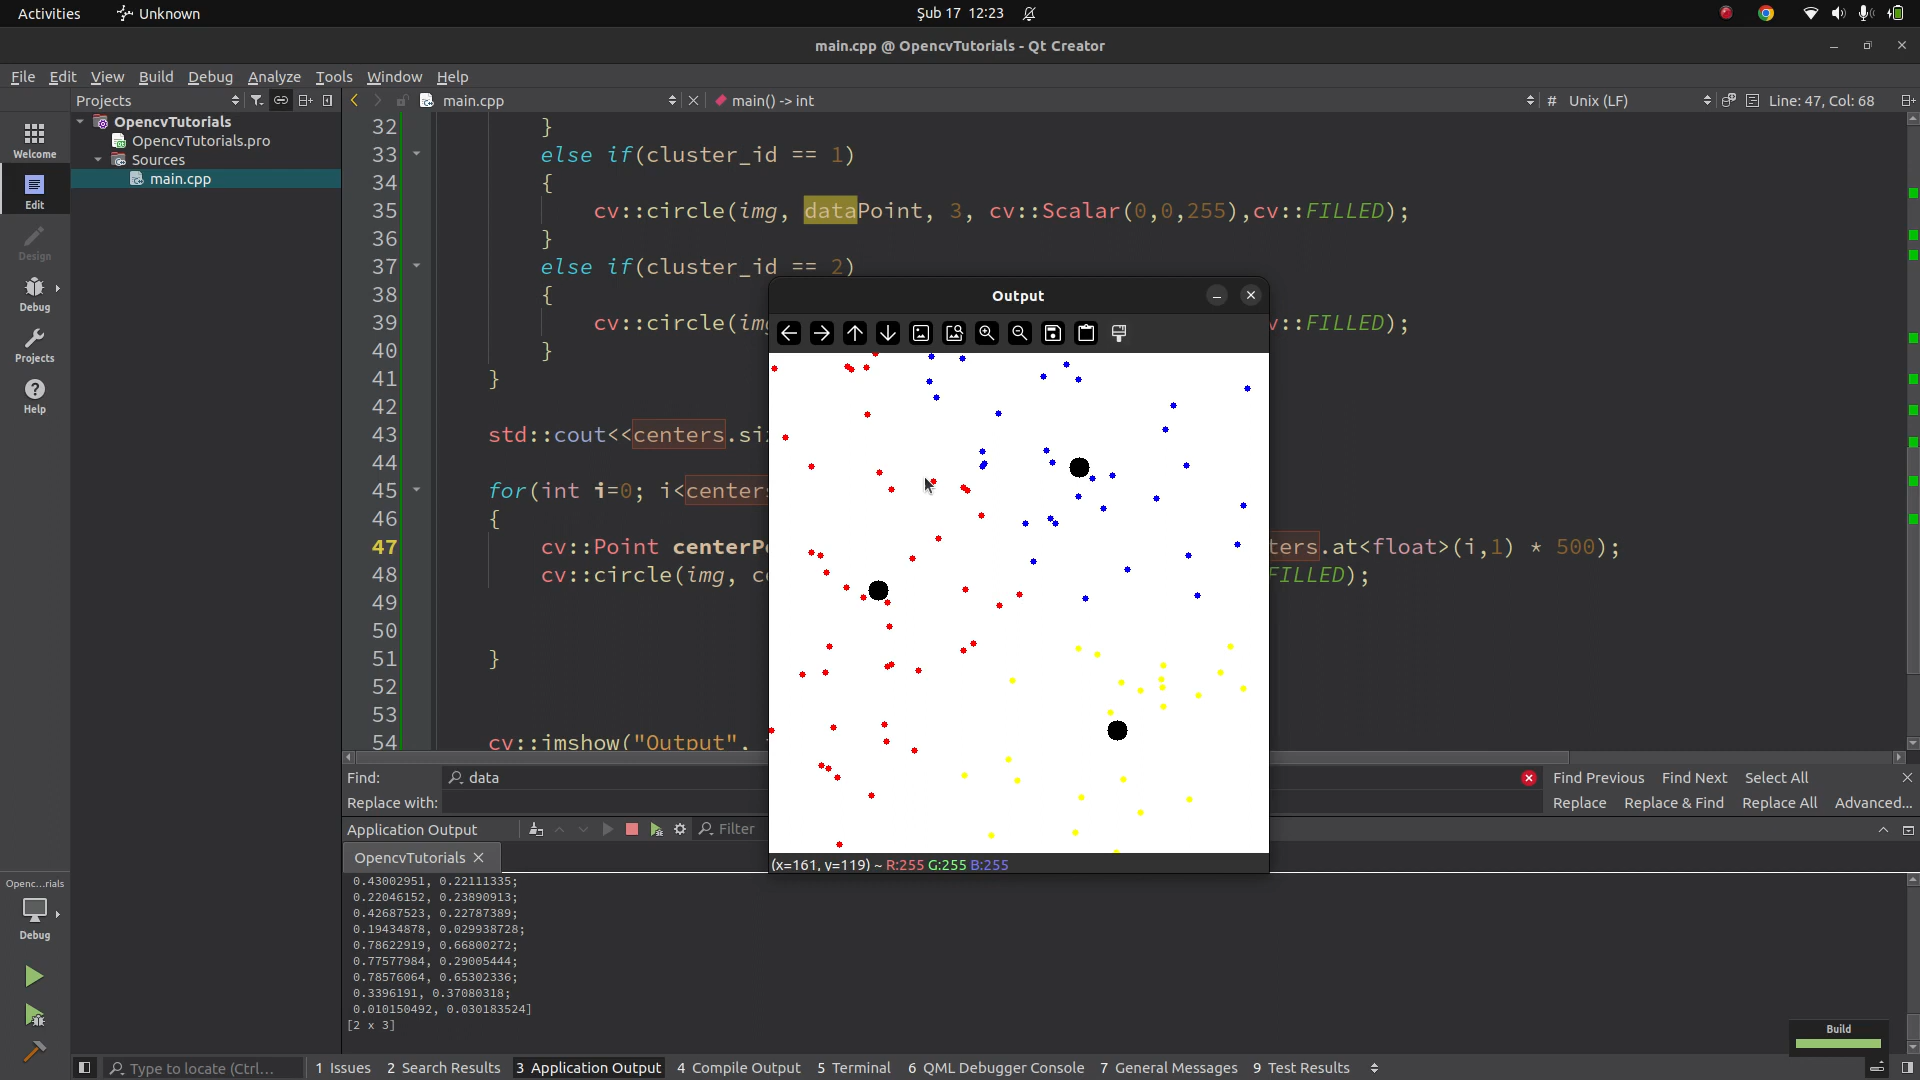 Activities
Unknown
Şub 17 12:23
main.cpp @ OpencvTutorials - Qt Creator
File Edit View Build Debug Analyze Tools Window Help
Projects
main.cpp
main() -> int
# Unix (LF)
Line: 47, Col: 68
OpencvTutorials
OpencvTutorials.pro
Sources
main.cpp
Welcome
Edit
Design
Debug
Projects
Help
32 }
33 else if(cluster_id == 1)
34 {
35 cv::circle(img, dataPoint, 3, cv::Scalar(0,0,255),cv::FILLED);
36 }
37 else if(cluster_id == 2)
38 {
39 cv::circle(im v::FILLED);
40 }
41 }
42
43 std::cout<<centers.si
44
45 for(int i=0; i<center
46 {
47 cv::Point centerP ters.at<float>(i,1) * 500);
48 cv::circle(img, c FILLED);
49
50
51 }
52
53
54 cv::imshow("Output",
Output
(x=161, y=119) ~ R:255 G:255 B:255
Find:
data
Find Previous Find Next Select All
Replace with:
Replace Replace & Find Replace All Advanced...
Application Output
Filter
OpencvTutorials
0.43002951, 0.22111335;
0.22046152, 0.23890913;
0.42687523, 0.22787389;
0.19434878, 0.029938728;
0.78622919, 0.66800272;
0.77577984, 0.29005444;
0.78576064, 0.65302336;
0.3396191, 0.37080318;
0.010150492, 0.030183524]
[2 x 3]
Openc...rials
Debug
Build
Type to locate (Ctrl...
1 Issues 2 Search Results 3 Application Output 4 Compile Output 5 Terminal 6 QML Debugger Console 7 General Messages 9 Test Results